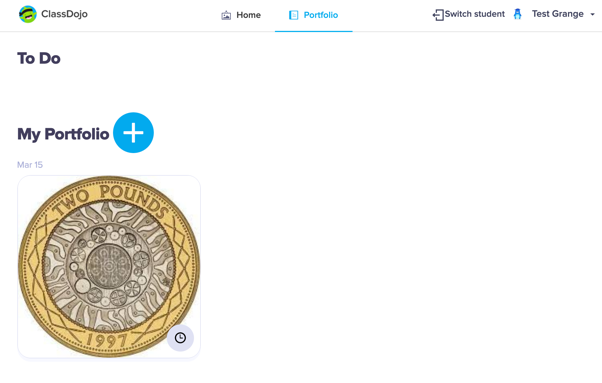 ClassDojo
Home
Portfolio
Switch student
Test Grange
To Do
My Portfolio
Mar 15
TWO POUNDS
1997